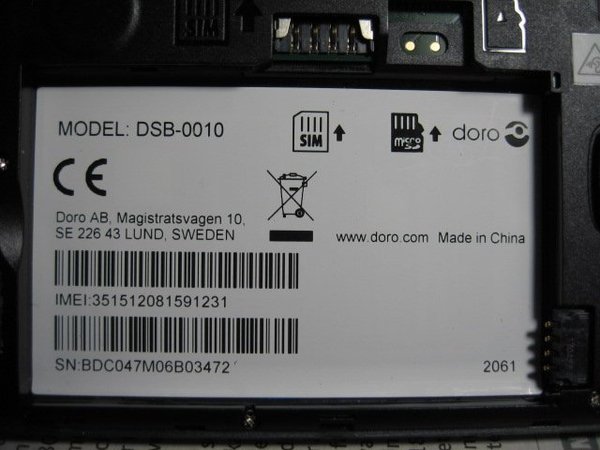 SIM
MODEL: DSB-0010
SIM
micro
doro
CE
Doro AB, Magistratsvagen 10,
SE 226 43 LUND, SWEDEN
www.doro.com Made in China
IMEI:351512081591231
SN:BDC047M06B03472
2061